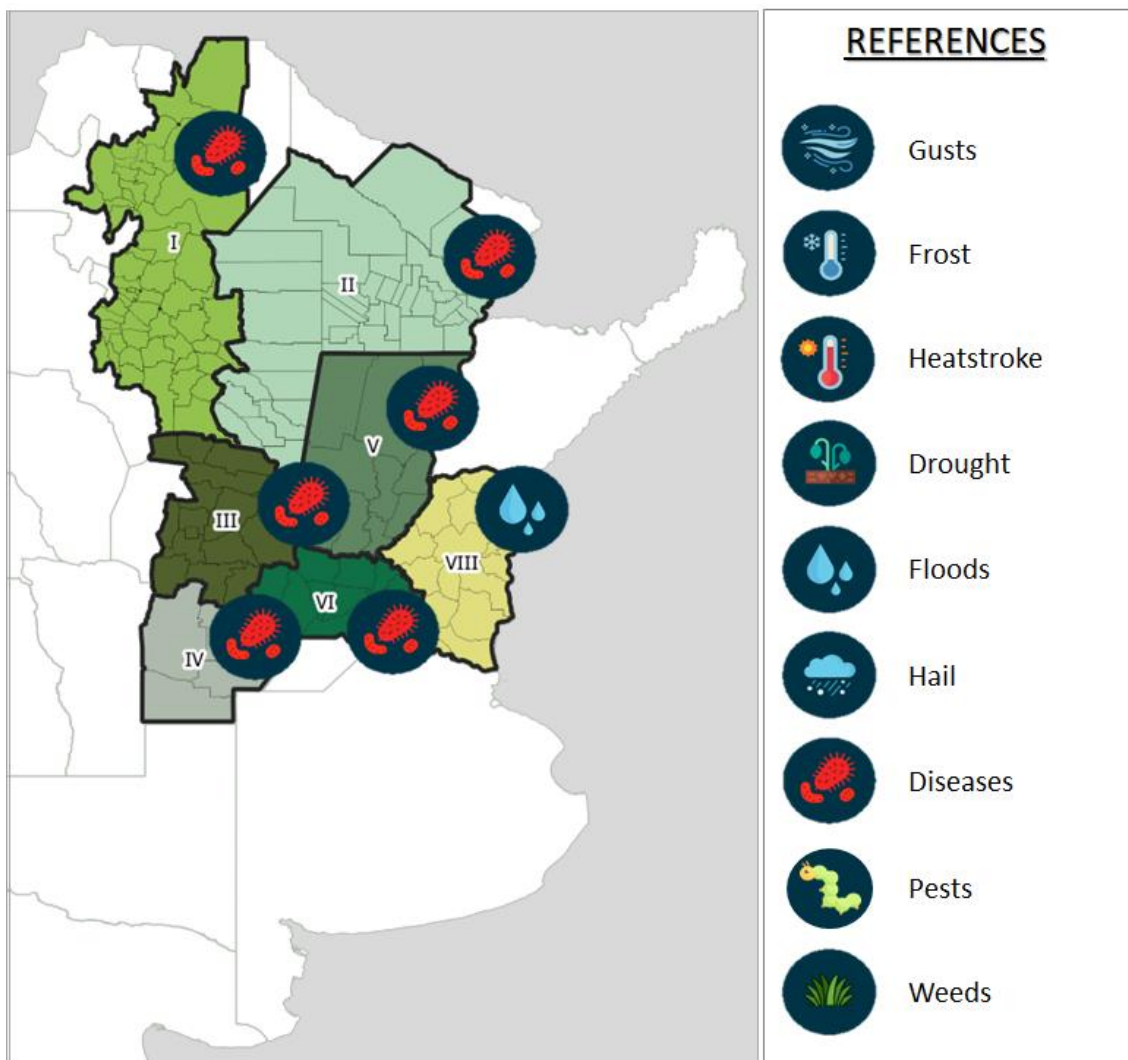 REFERENCES
Gusts
Frost
Heatstroke
Drought
Floods
Hail
Diseases
Pests
Weeds
I
II
V
III
VIII
VI
IV